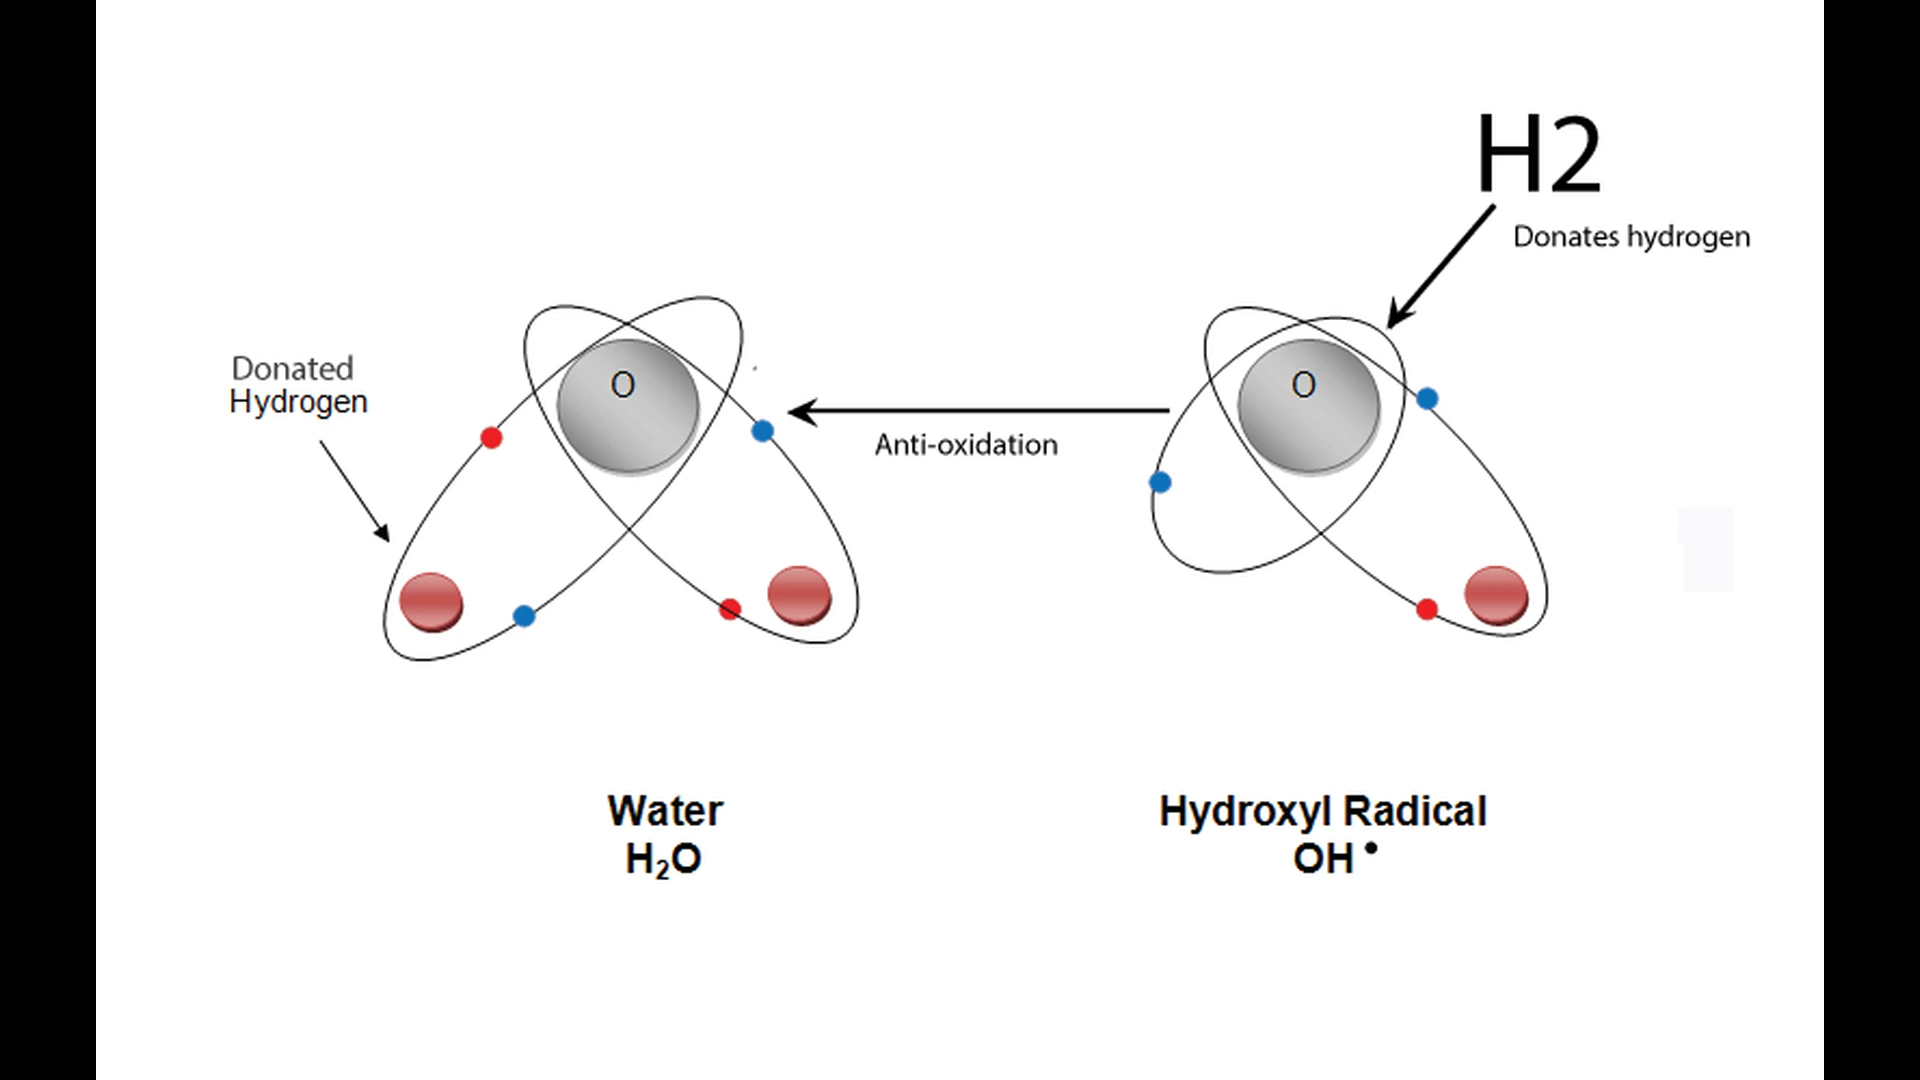 H2
Donates hydrogen
Donated
Hydrogen
O
O
Anti-oxidation
Water
H₂O
Hydroxyl Radical
OH •